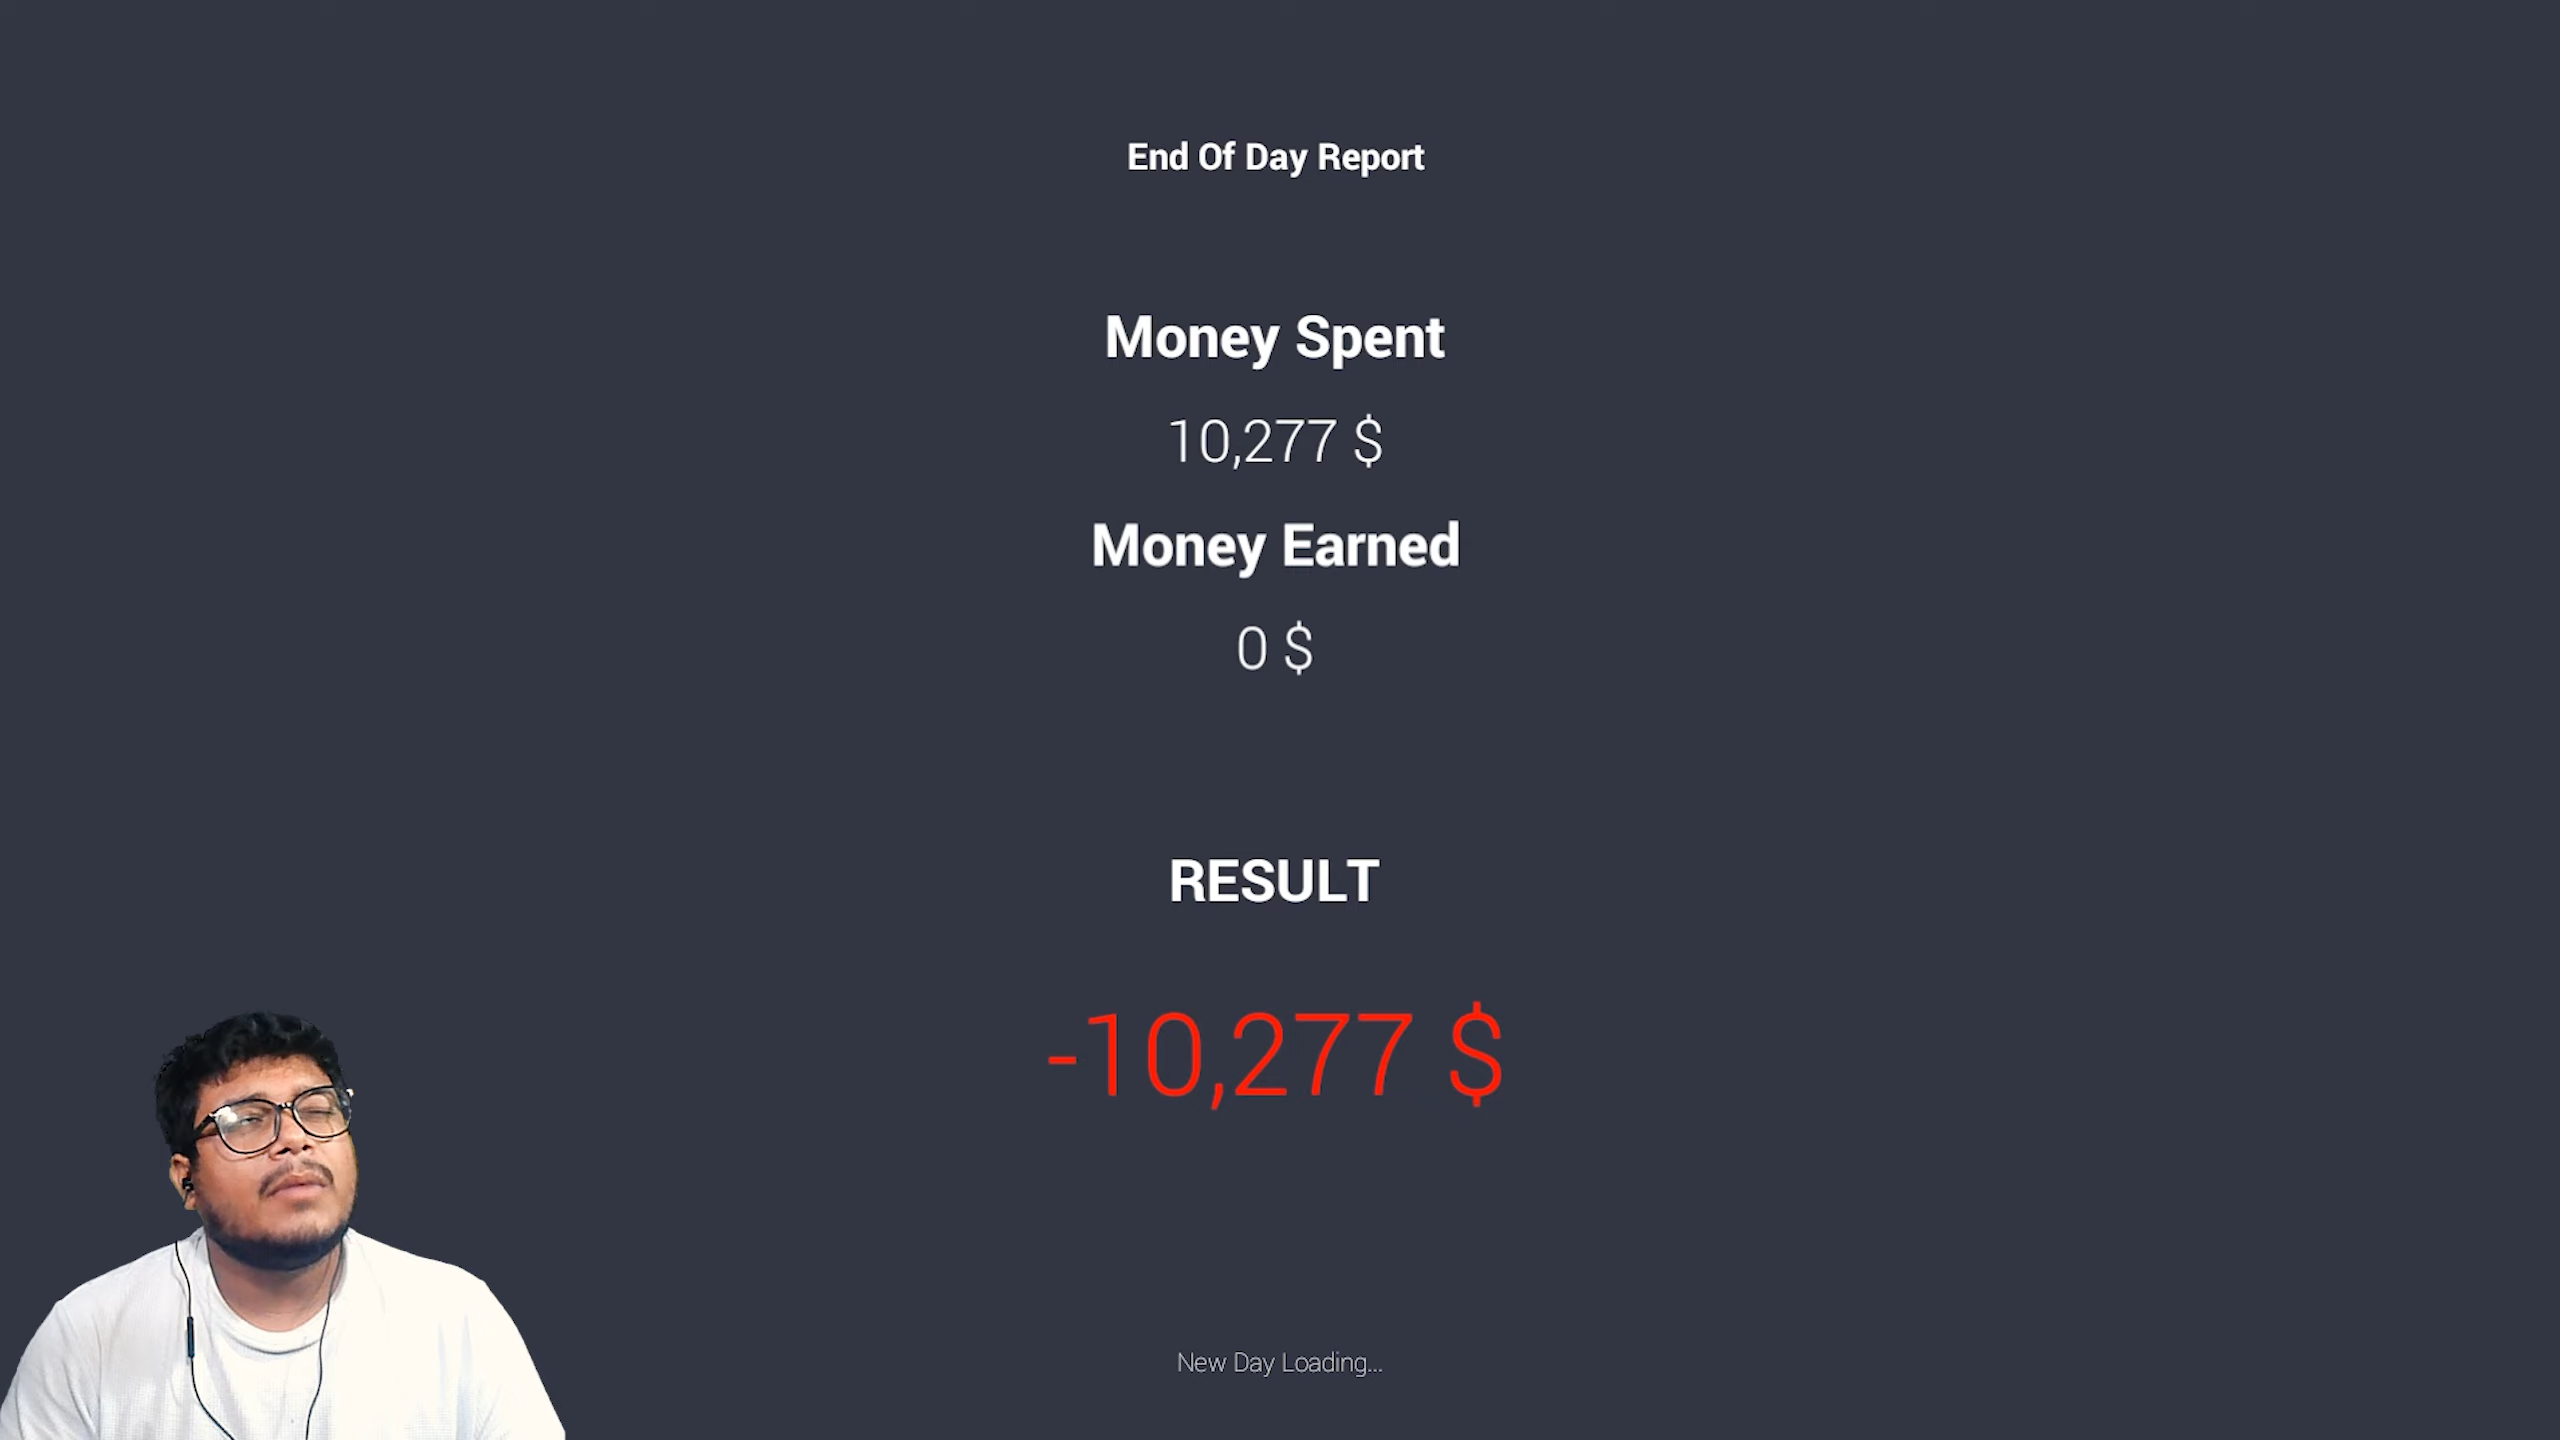 End Of Day Report
Money Spent
10,277 $
Money Earned
0 $
RESULT
-10,277 $
New Day Loading...